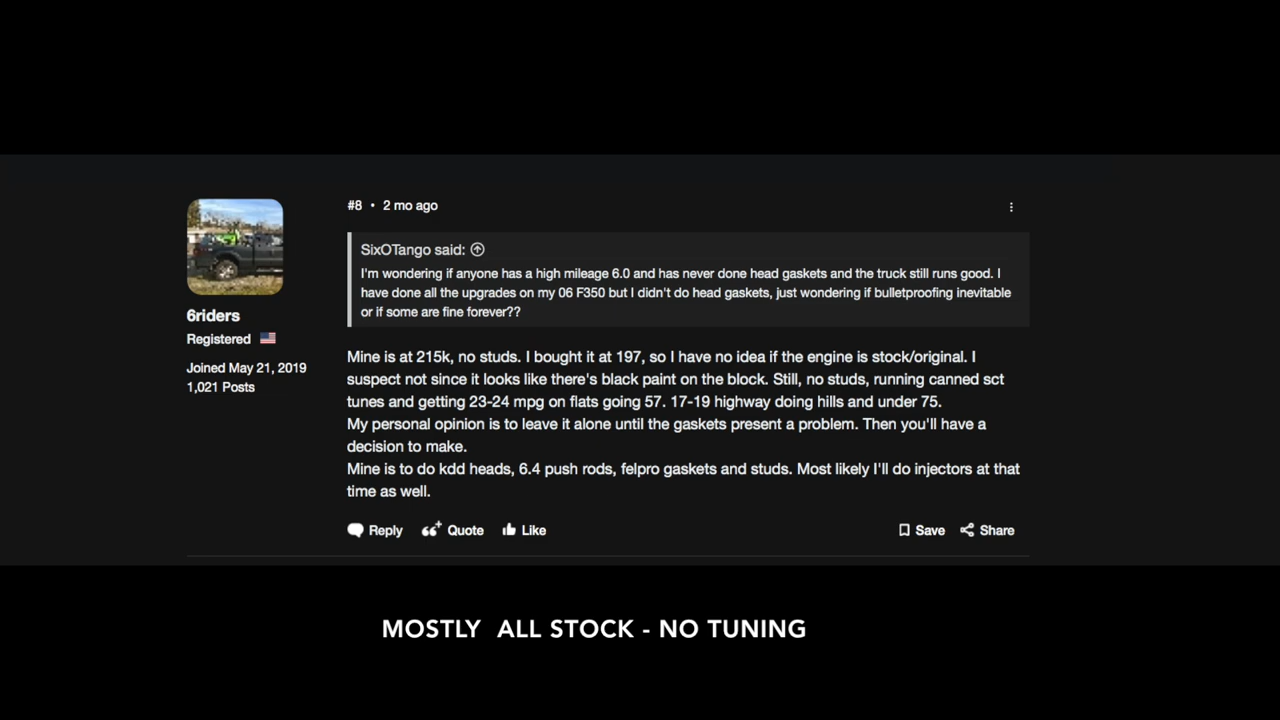 #8 • 2 mo ago
SixOTango said:
I'm wondering if anyone has a high mileage 6.0 and has never done head gaskets and the truck still runs good. I
have done all the upgrades on my 06 F350 but I didn't do head gaskets, just wondering if bulletproofing inevitable
or if some are fine forever??
6riders
Registered
Joined May 21, 2019
1,021 Posts
Mine is at 215k, no studs. I bought it at 197, so I have no idea if the engine is stock/original. I
suspect not since it looks like there's black paint on the block. Still, no studs, running canned sct
tunes and getting 23-24 mpg on flats going 57. 17-19 highway doing hills and under 75.
My personal opinion is to leave it alone until the gaskets present a problem. Then you'll have a
decision to make.
Mine is to do kdd heads, 6.4 push rods, felpro gaskets and studs. Most likely I'll do injectors at that
time as well.
Reply Quote Like Save Share
MOSTLY ALL STOCK - NO TUNING